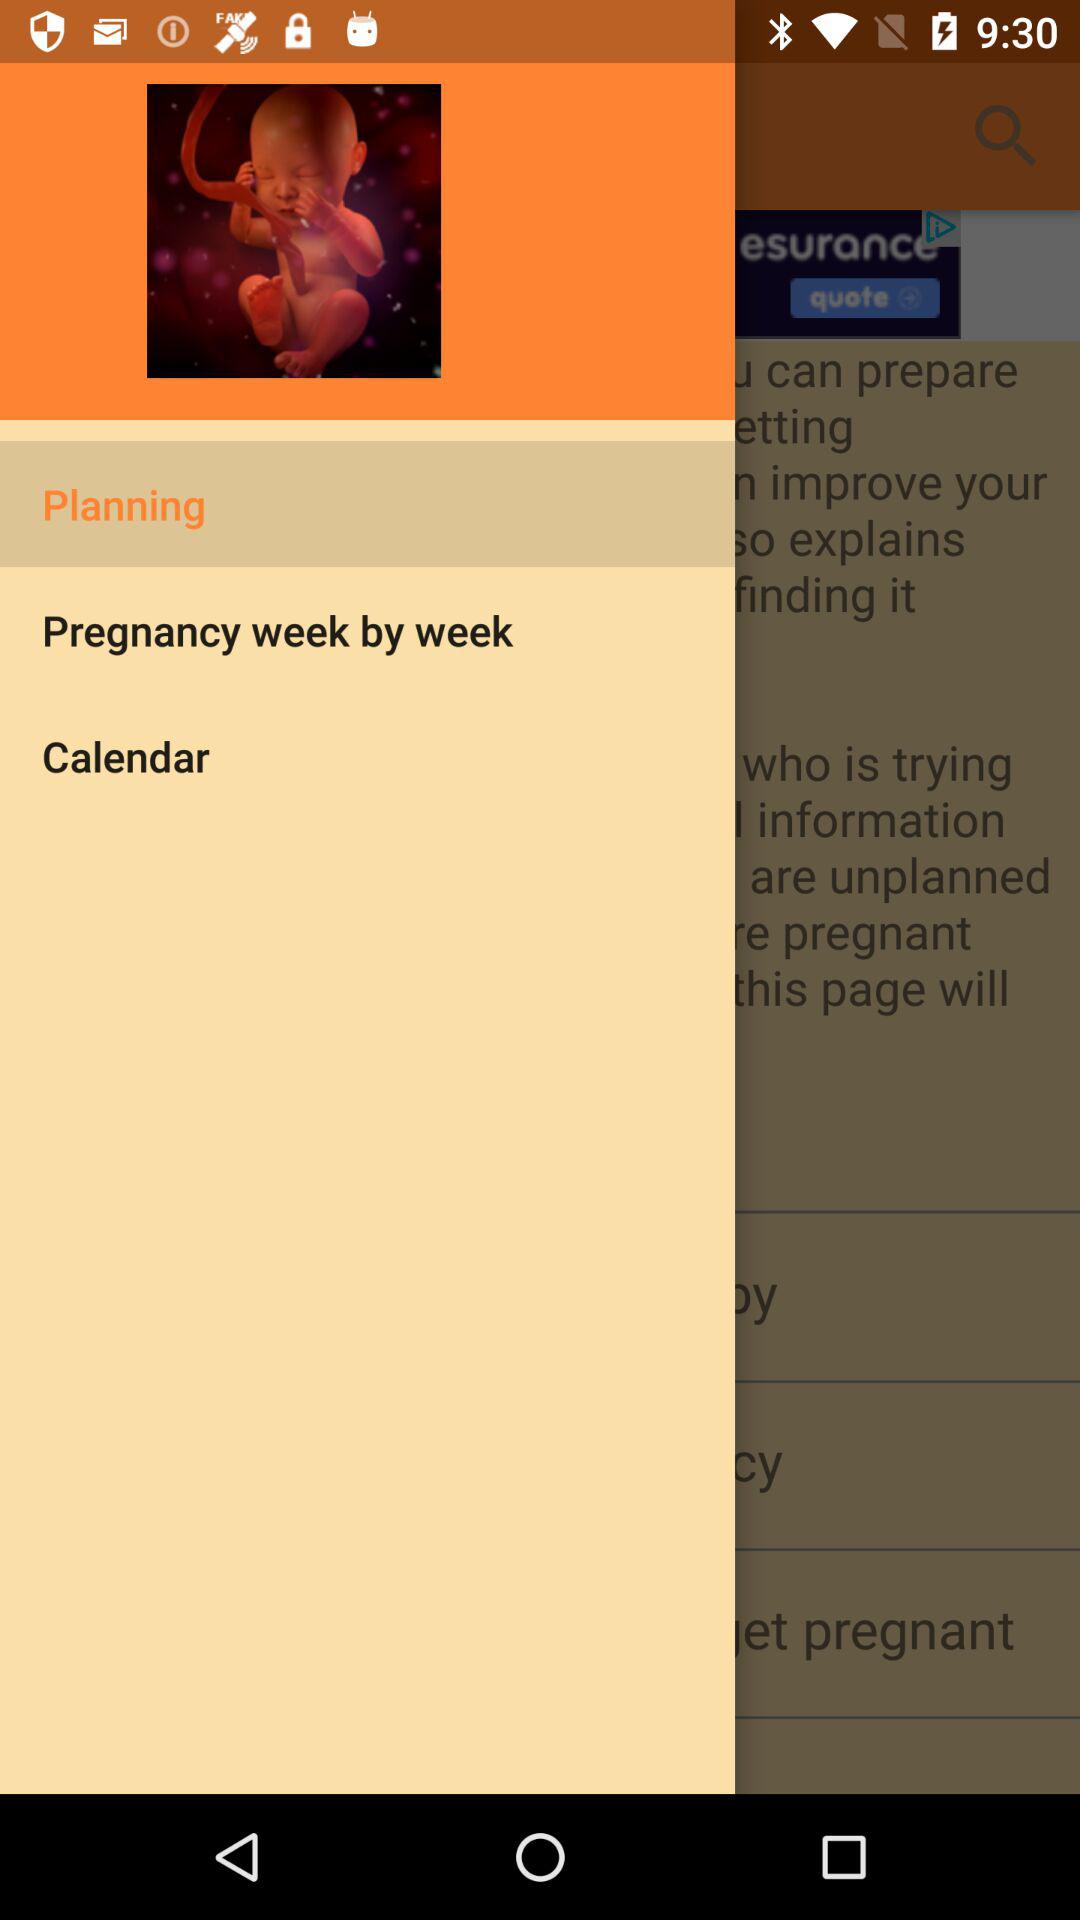 FAKE
9:30
esurance
quote
can prepare
etting
improve your
so explains
finding it
Planning
Pregnancy week by week
Calendar
who is trying
information
are unplanned
re pregnant
this page will
by
cy
get pregnant